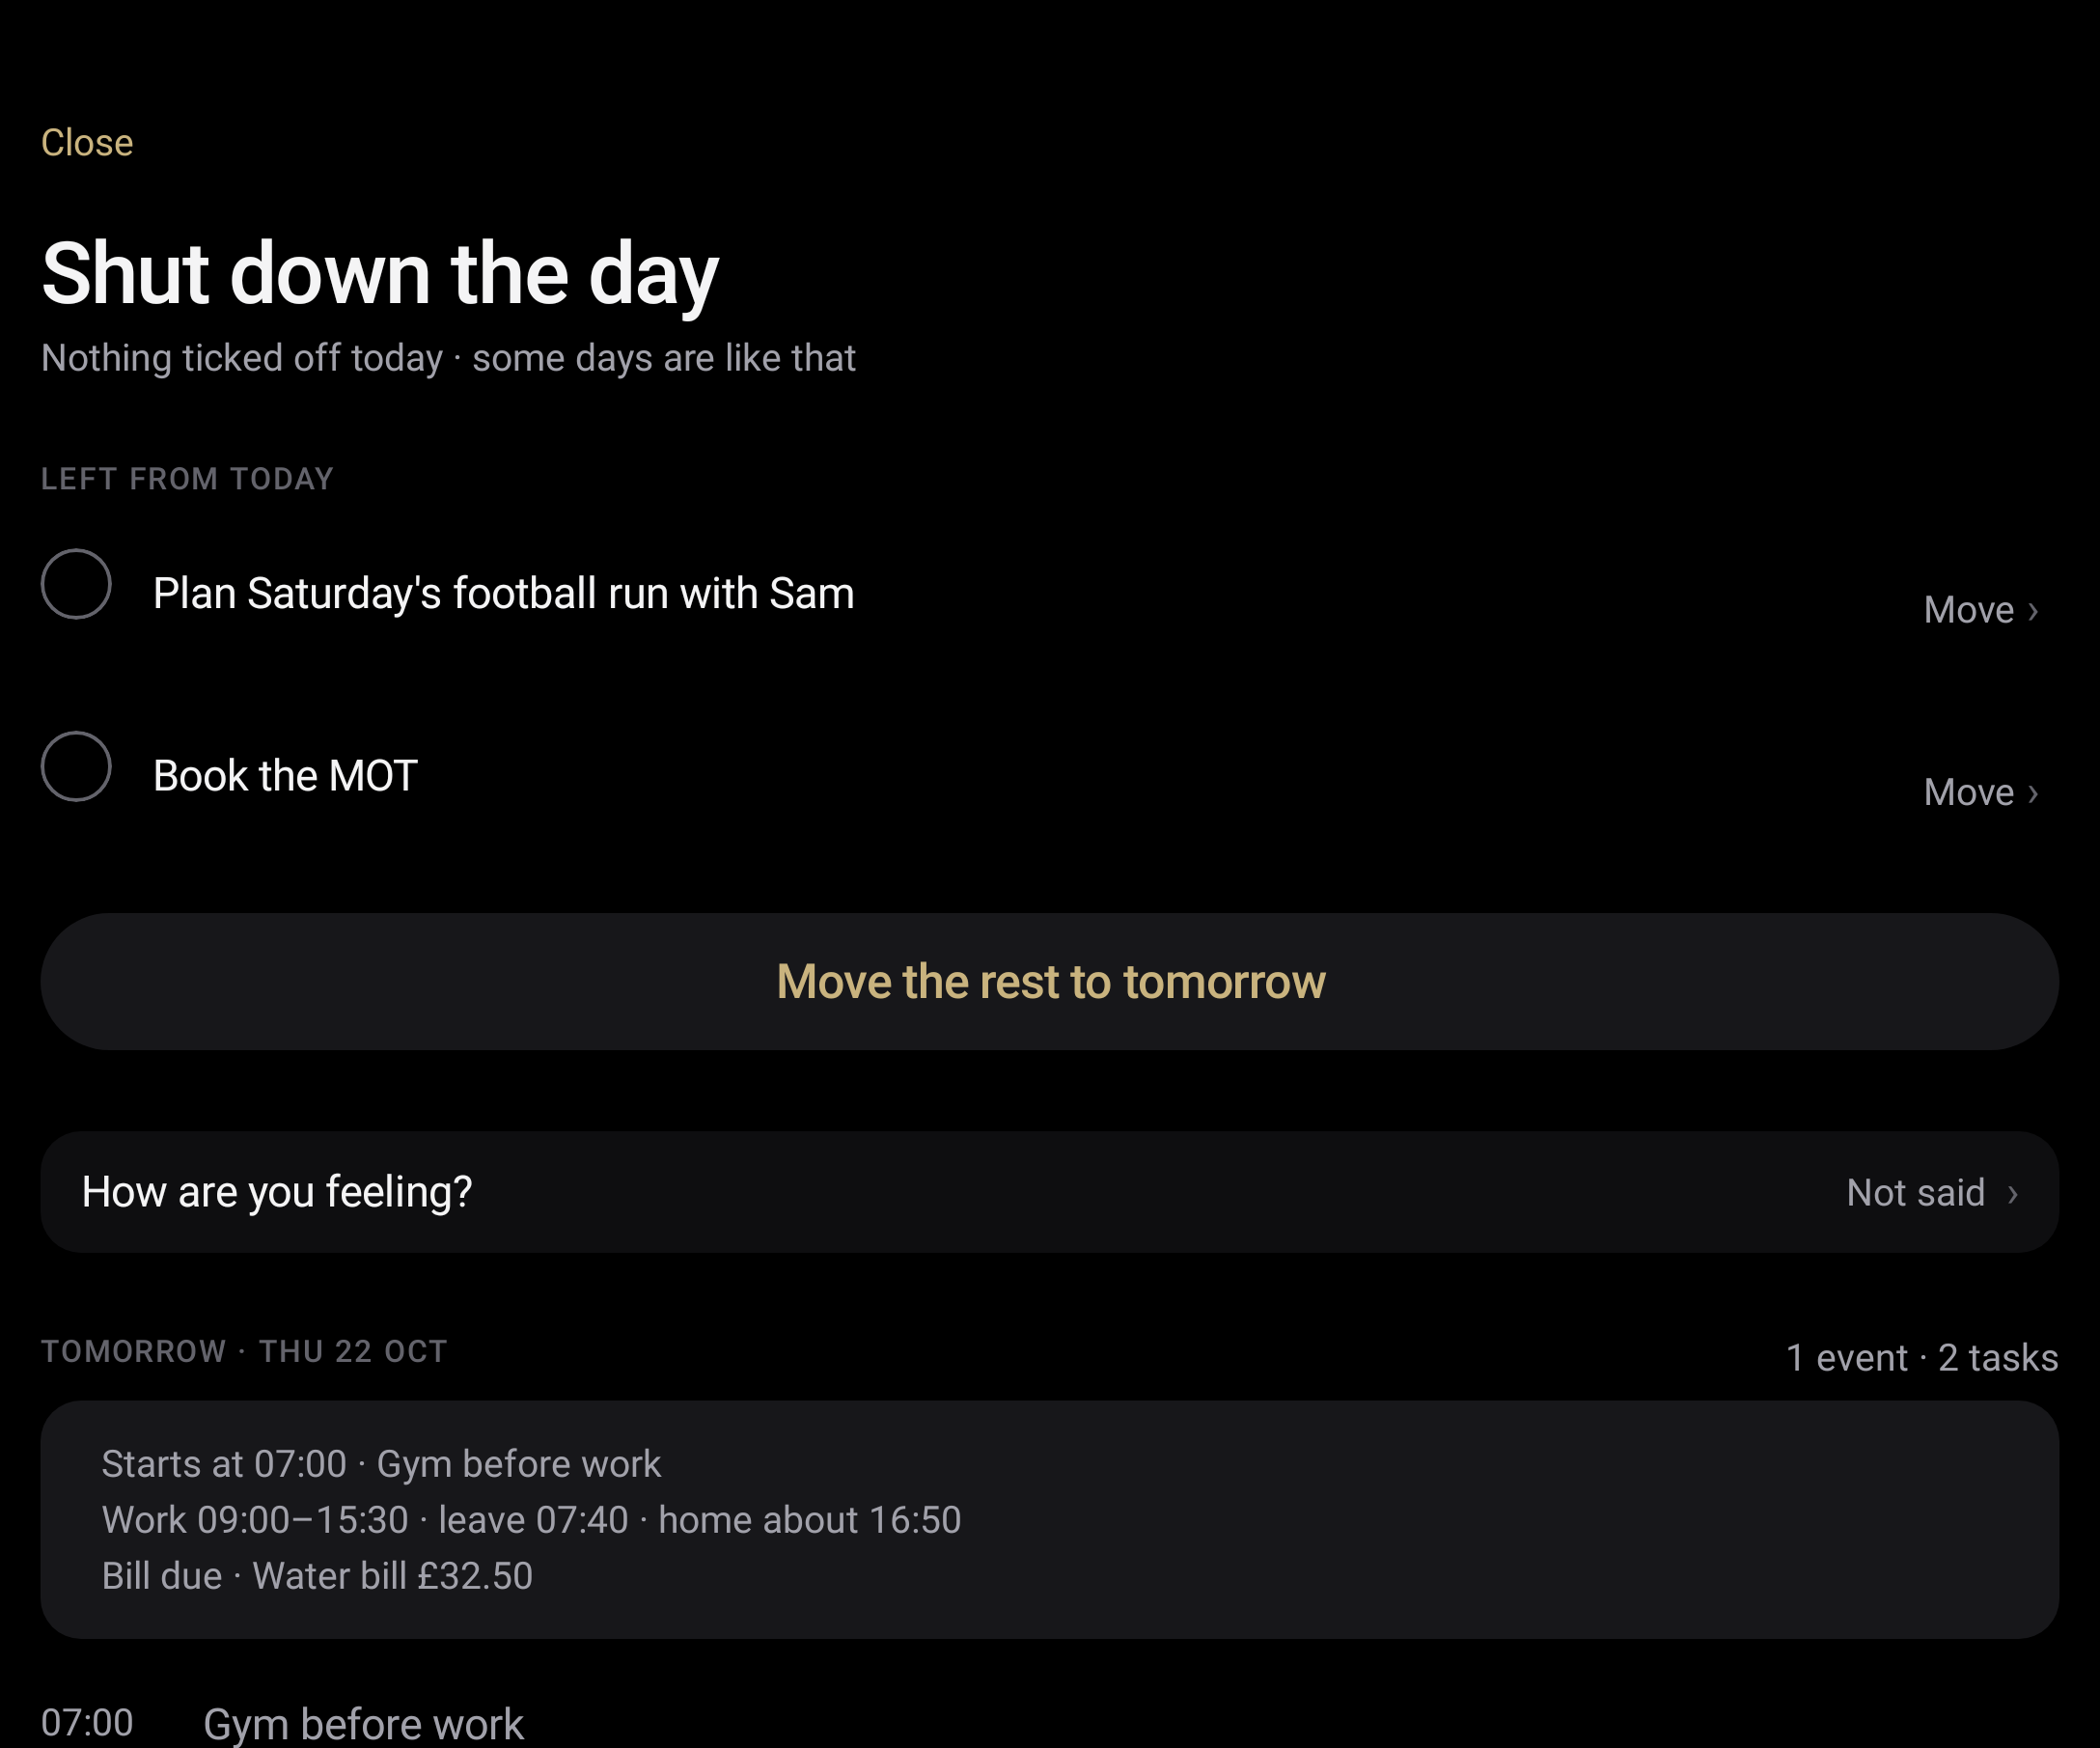 Close
Shut down the day
Nothing ticked off today · some days are like that
LEFT FROM TODAY
Plan Saturday's football run with Sam
Move ›
Book the MOT
Move ›
Move the rest to tomorrow
How are you feeling?
Not said ›
TOMORROW · THU 22 OCT
1 event · 2 tasks
Starts at 07:00 · Gym before work
Work 09:00–15:30 · leave 07:40 · home about 16:50
Bill due · Water bill £32.50
07:00 Gym before work